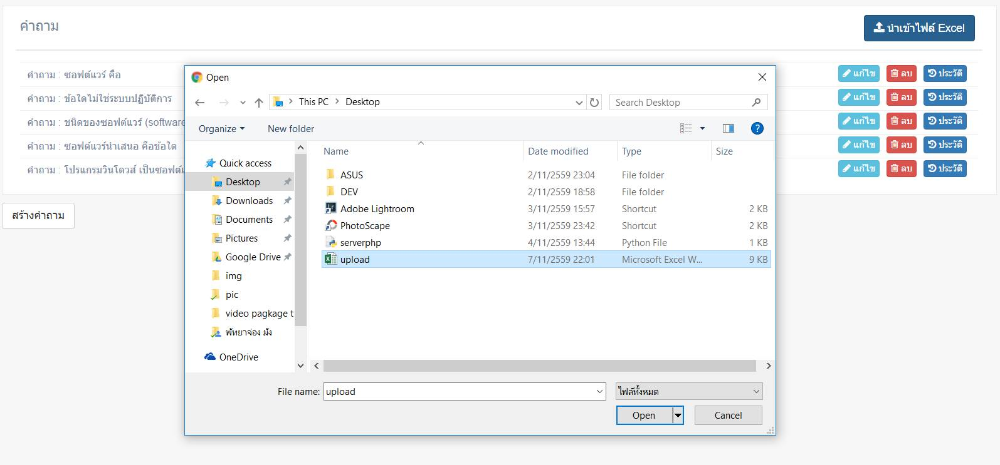 คำถาม
นำเข้าไฟล์ Excel
คำถาม : ซอฟต์แวร์ คือ
แก้ไข ลบ ประวัติ
คำถาม : ข้อใดไม่ใช่ระบบปฏิบัติการ
แก้ไข ลบ ประวัติ
คำถาม : ชนิดของซอฟต์แวร์ (software
แก้ไข ลบ ประวัติ
คำถาม : ซอฟต์แวร์นำเสนอ คือข้อใด
แก้ไข ลบ ประวัติ
คำถาม : โปรแกรมวินโดวส์ เป็นซอฟต์แ
แก้ไข ลบ ประวัติ
สร้างคำถาม
Open
This PC > Desktop
Search Desktop
Organize New folder
?
Quick access
Desktop
Downloads
Documents
Pictures
Google Drive
img
pic
video pagkage t
พัทยาจ๋อง มัง
OneDrive
Name Date modified Type Size
ASUS 2/11/2559 23:04 File folder
DEV 2/11/2559 18:58 File folder
Adobe Lightroom 3/11/2559 15:57 Shortcut 2 KB
PhotoScape 3/11/2559 23:42 Shortcut 2 KB
serverphp 4/11/2559 13:44 Python File 1 KB
upload 7/11/2559 22:01 Microsoft Excel W... 9 KB
File name: upload
ไฟล์ทั้งหมด
Open Cancel